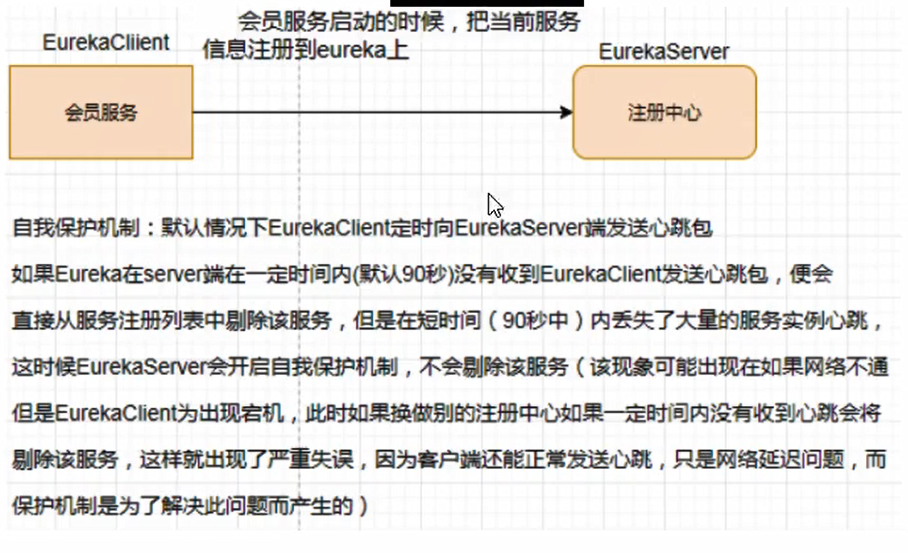 会员服务启动的时候，把当前服务
EurekaCliient
信息注册到eureka上
EurekaServer
会员服务
注册中心
自我保护机制：默认情况下EurekaClient定时向EurekaServer端发送心跳包
如果Eureka在server端在一定时间内(默认90秒)没有收到EurekaClient发送心跳包，便会
直接从服务注册列表中剔除该服务，但是在短时间（90秒中）内丢失了大量的服务实例心跳，
这时候EurekaServer会开启自我保护机制，不会剔除该服务（该现象可能出现在如果网络不通
但是EurekaClient为出现宕机，此时如果换做别的注册中心如果一定时间内没有收到心跳会将
剔除该服务，这样就出现了严重失误，因为客户端还能正常发送心跳，只是网络延迟问题，而
保护机制是为了解决此问题而产生的）